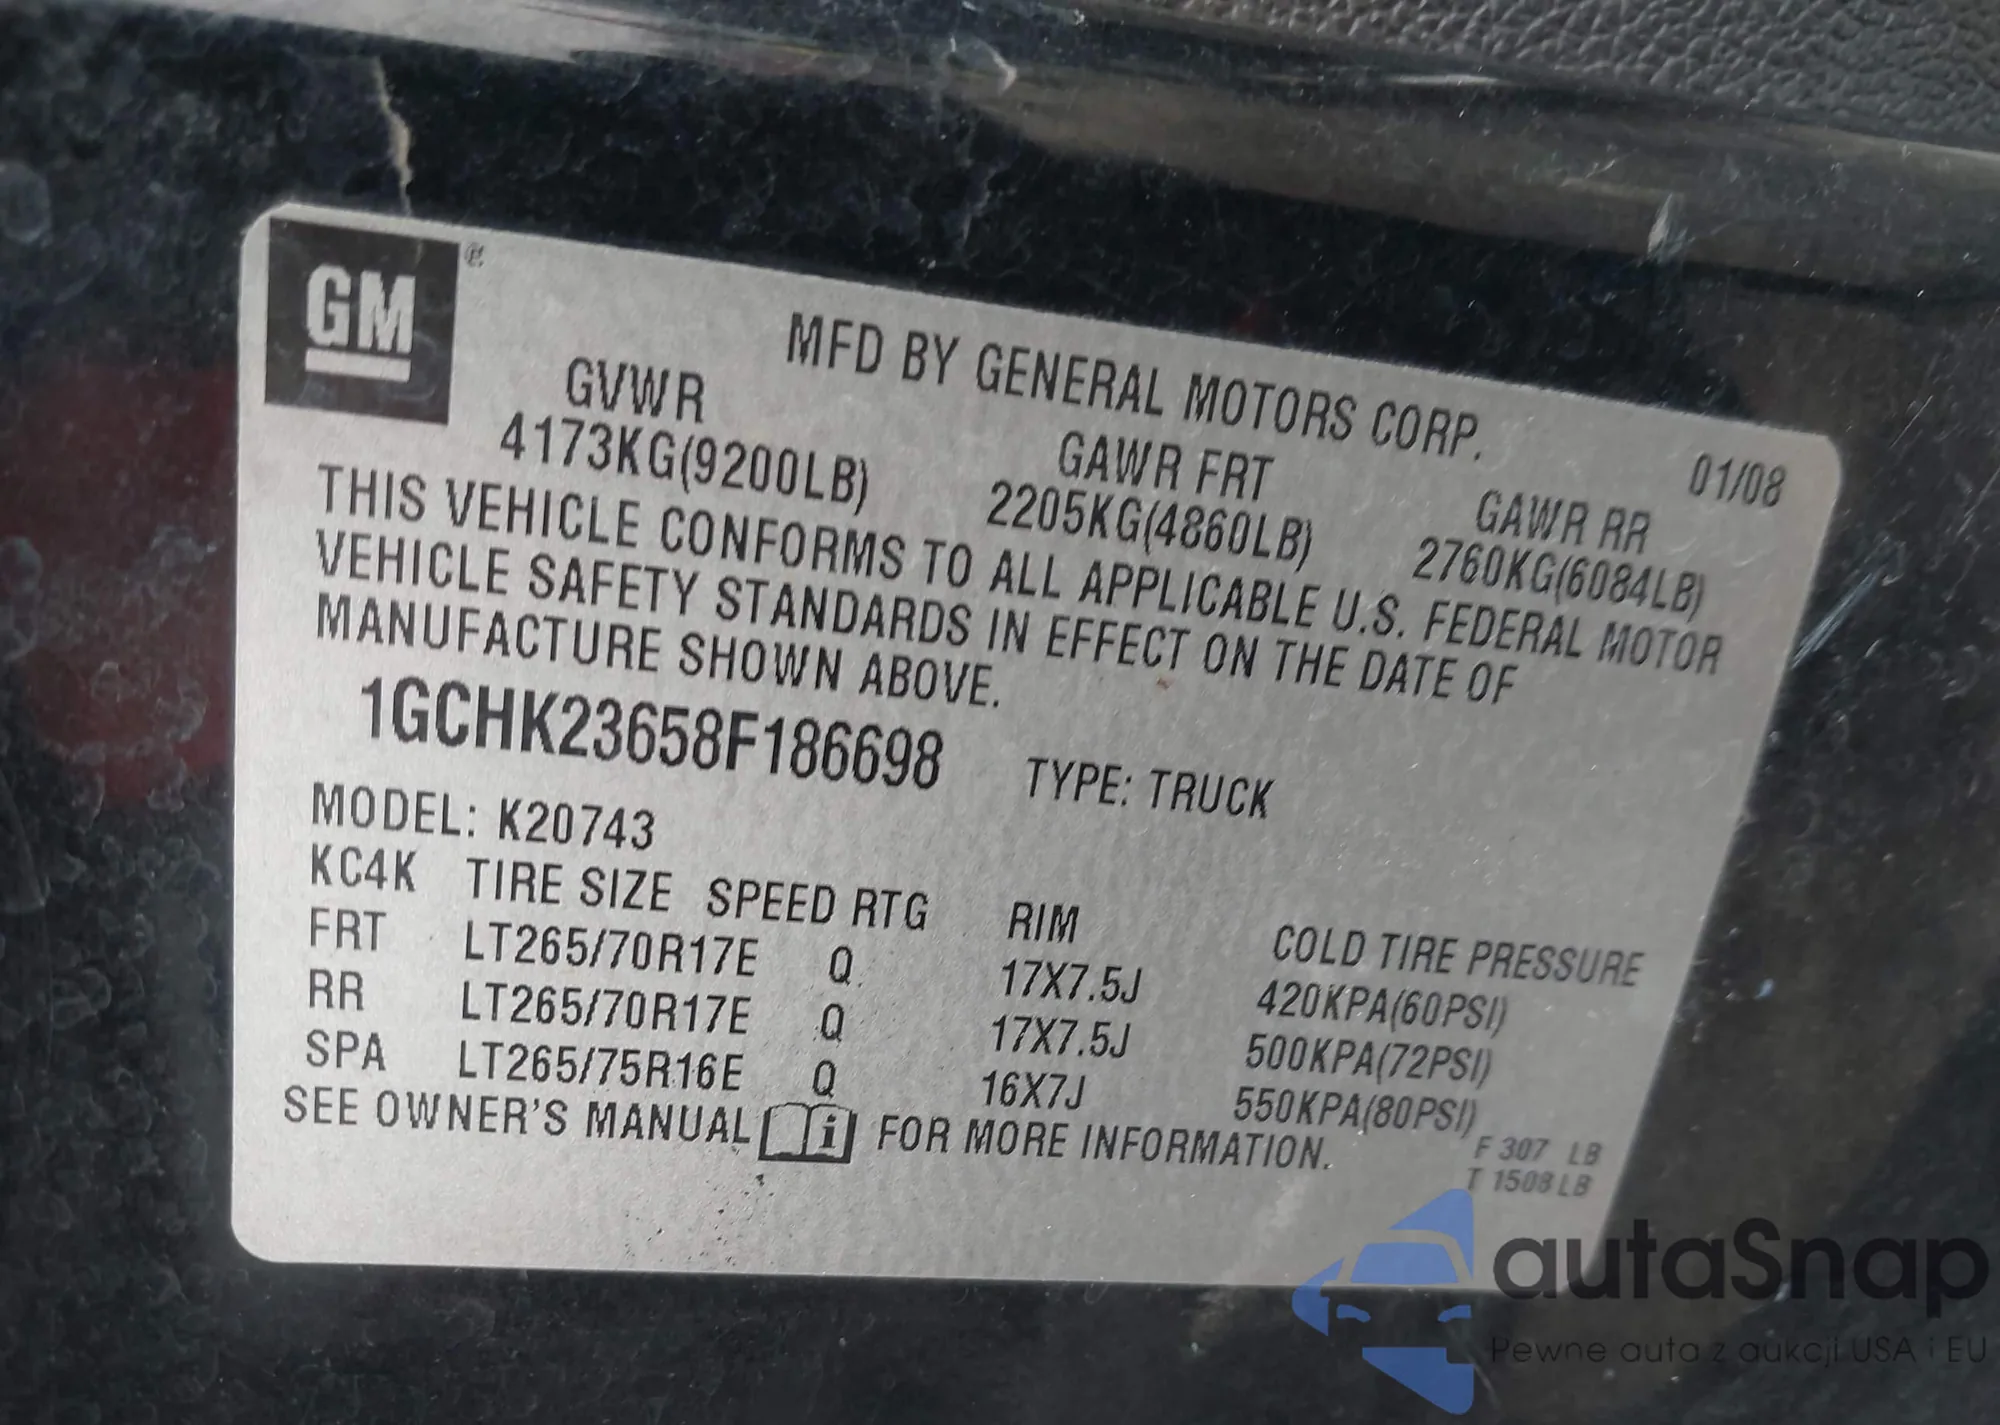 GM ®
MFD BY GENERAL MOTORS CORP.
01/08
GVWR
GAWR FRT
GAWR RR
4173KG(9200LB)
2205KG(4860LB)
2760KG(6084LB)
THIS VEHICLE CONFORMS TO ALL APPLICABLE U.S. FEDERAL MOTOR
VEHICLE SAFETY STANDARDS IN EFFECT ON THE DATE OF
MANUFACTURE SHOWN ABOVE.
1GCHK23658F186698 TYPE: TRUCK
MODEL: K20743
KC4K TIRE SIZE SPEED RTG RIM COLD TIRE PRESSURE
FRT LT265/70R17E Q 17X7.5J 420KPA(60PSI)
RR LT265/70R17E Q 17X7.5J 500KPA(72PSI)
SPA LT265/75R16E Q 16X7J 550KPA(80PSI)
SEE OWNER'S MANUAL i FOR MORE INFORMATION.
F 307 LB
T 1508 LB
autaSnap
Pewne auta z aukcji USA i EU